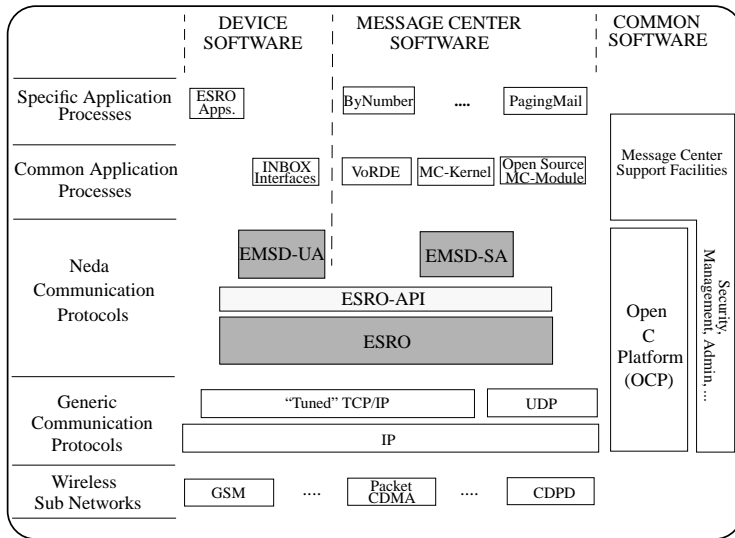 DEVICE SOFTWARE
MESSAGE CENTER SOFTWARE
COMMON SOFTWARE
Specific Application
Processes
ESRO
Apps.
ByNumber
....
PagingMail
Common Application
Processes
INBOX
Interfaces
VoRDE
MC-Kernel
Open Source
MC-Module
Message Center
Support Facilities
Neda
Communication
Protocols
EMSD-UA
EMSD-SA
ESRO-API
ESRO
Open
C
Platform
(OCP)
Security,
Management, Admin, ...
Generic
Communication
Protocols
“Tuned” TCP/IP
UDP
IP
Wireless
Sub Networks
GSM
....
Packet
CDMA
....
CDPD